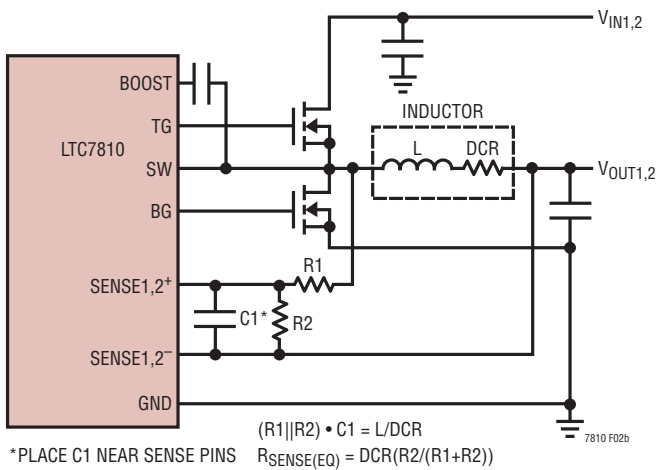 V_IN1,2
BOOST
INDUCTOR
TG
L
DCR
LTC7810
SW
V_OUT1,2
BG
R1
SENSE1,2+
C1*
R2
SENSE1,2–
GND
(R1||R2) • C1 = L/DCR
7810 F02b
*PLACE C1 NEAR SENSE PINS
R_SENSE(EQ) = DCR(R2/(R1+R2))